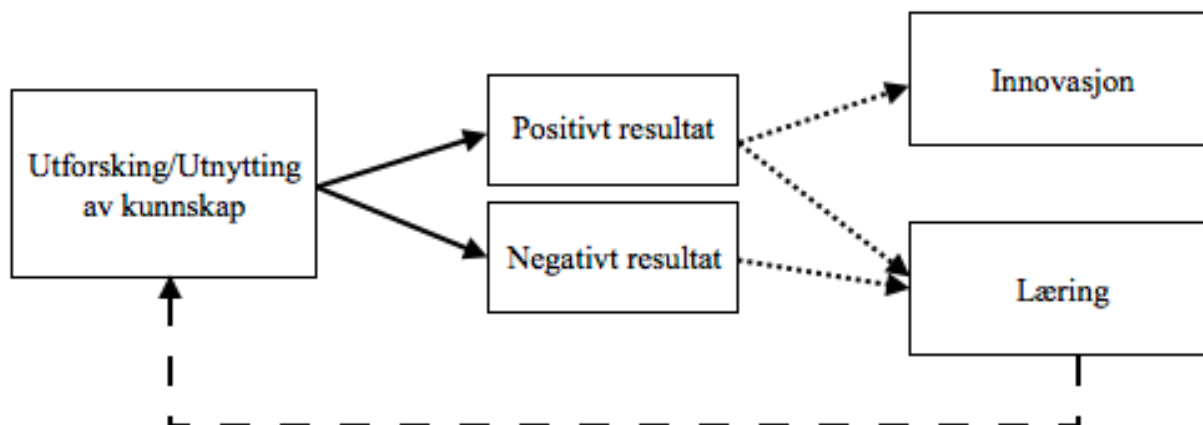 Utforsking/Utnytting
av kunnskap
Positivt resultat
Negativt resultat
Innovasjon
Læring